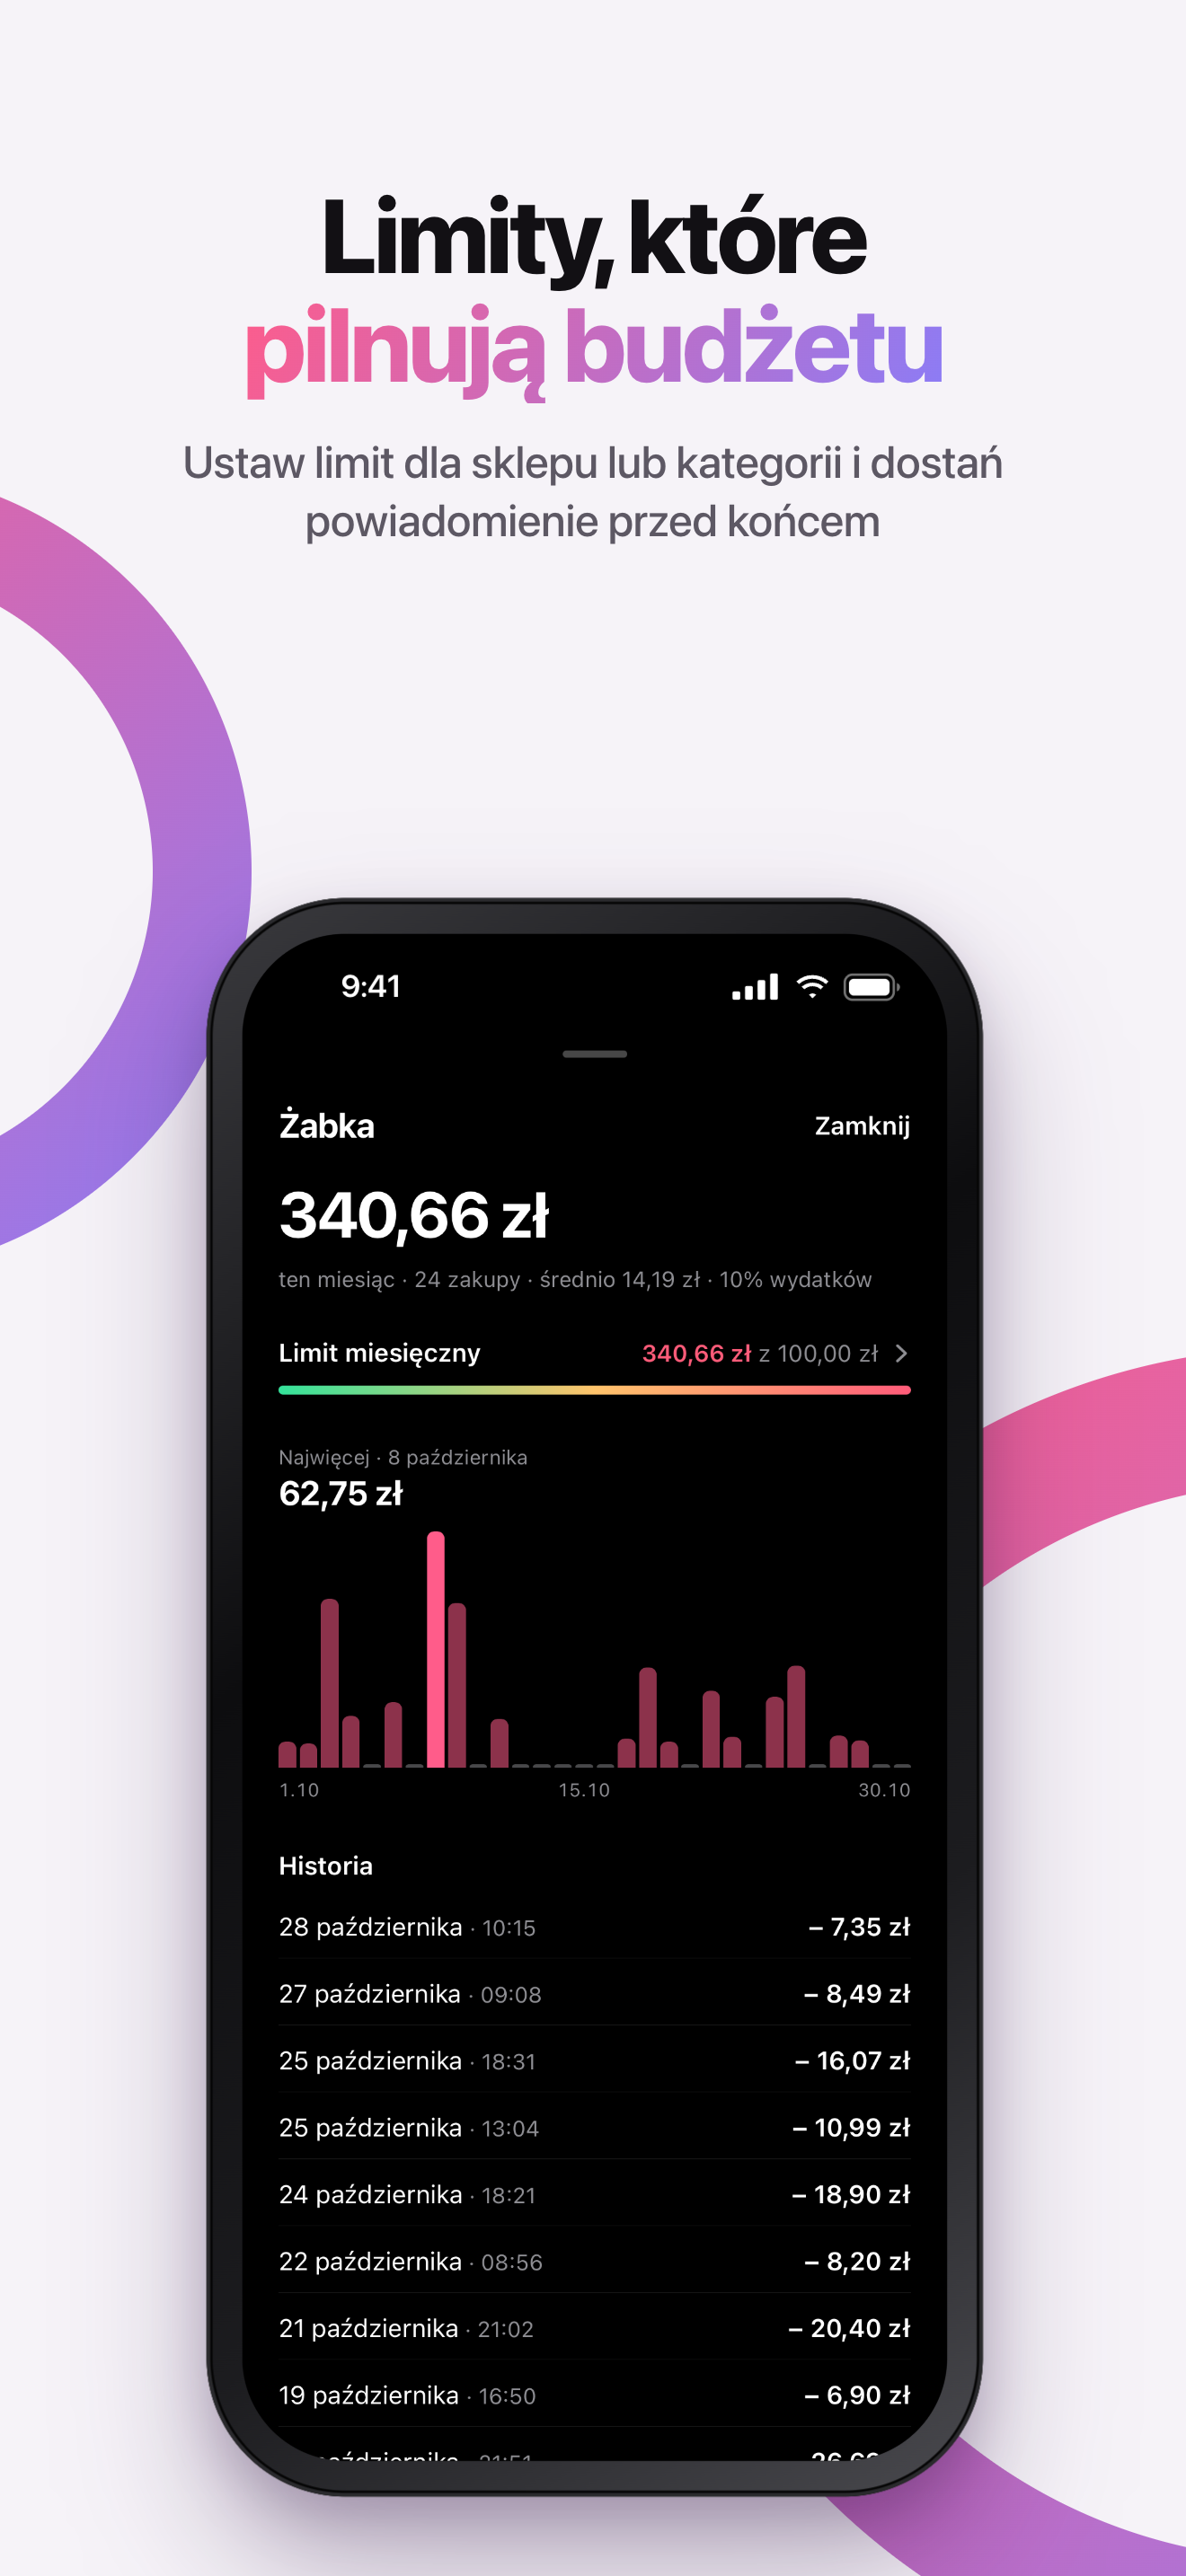 Limity, które
pilnują budżetu
Ustaw limit dla sklepu lub kategorii i dostań
powiadomienie przed końcem
9:41
Żabka
Zamknij
340,66 zł
ten miesiąc · 24 zakupy · średnio 14,19 zł · 10% wydatków
Limit miesięczny
340,66 zł z 100,00 zł
Najwięcej · 8 października
62,75 zł
1.10 15.10 30.10
Historia
28 października · 10:15 – 7,35 zł
27 października · 09:08 – 8,49 zł
25 października · 18:31 – 16,07 zł
25 października · 13:04 – 10,99 zł
24 października · 18:21 – 18,90 zł
22 października · 08:56 – 8,20 zł
21 października · 21:02 – 20,40 zł
19 października · 16:50 – 6,90 zł